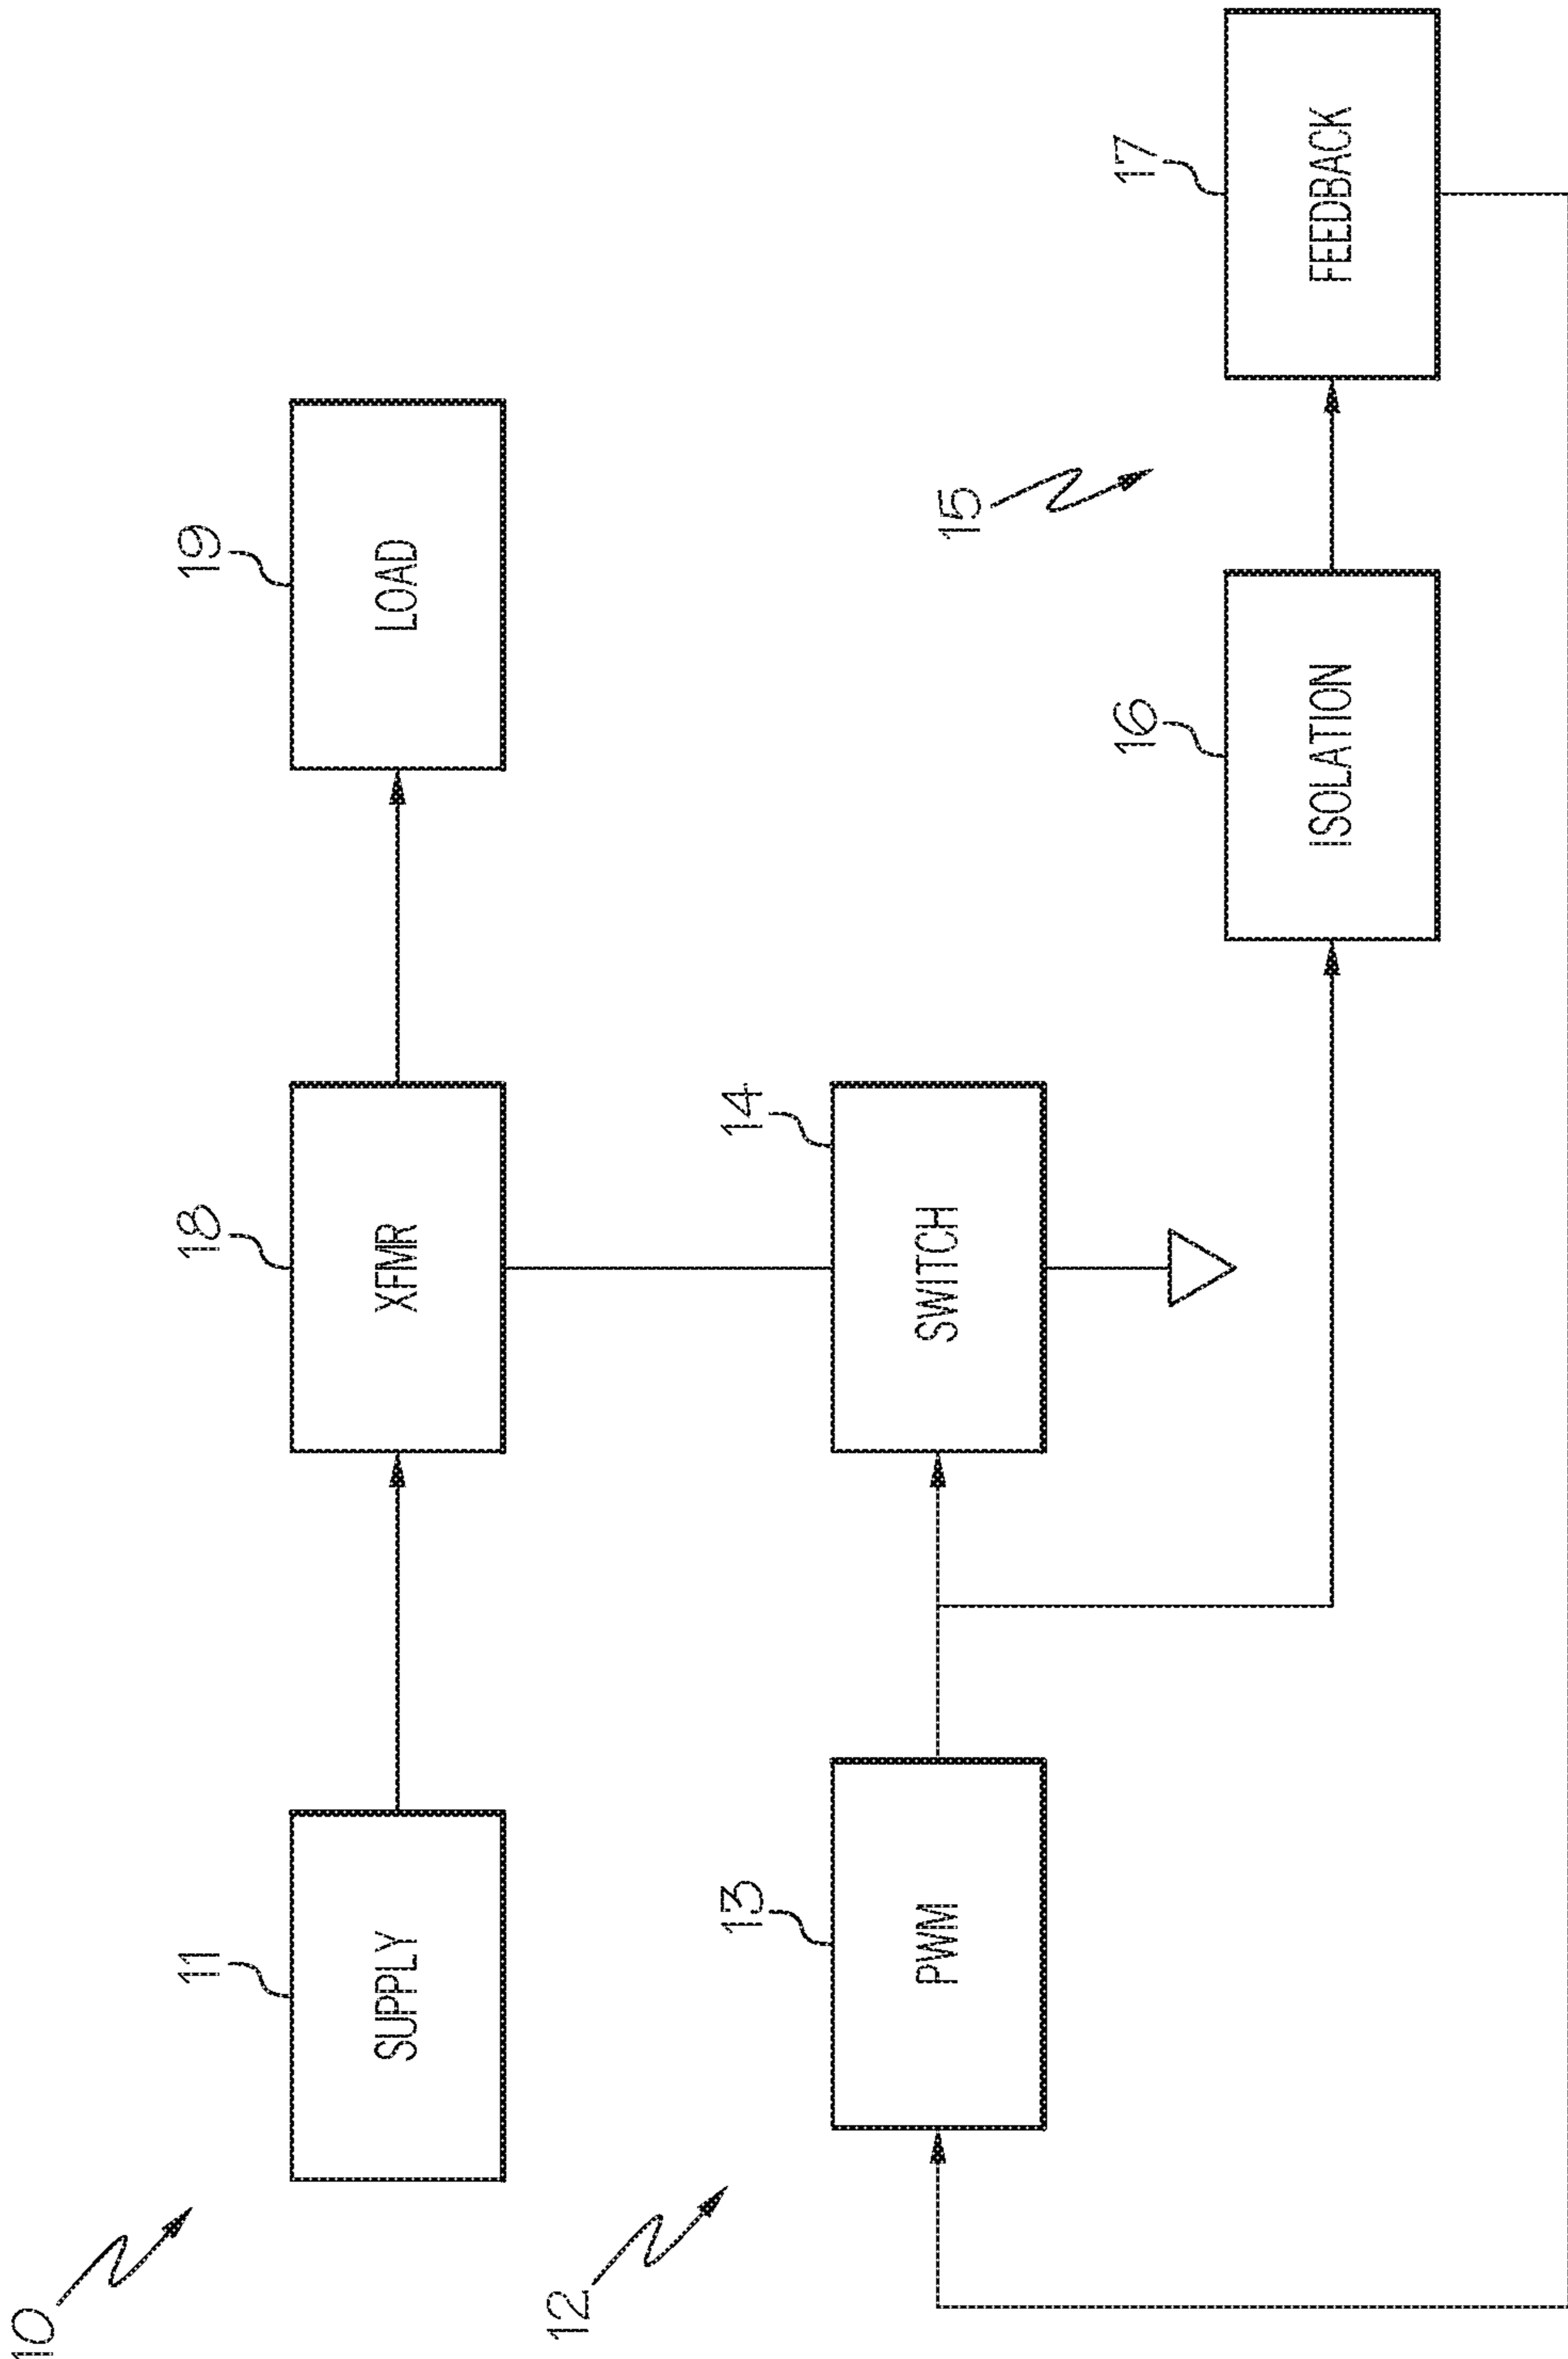 10
11
SUPPLY
18
XFMR
19
LOAD
12
13
PWM
14
SWITCH
15
16
ISOLATION
17
FEEDBACK